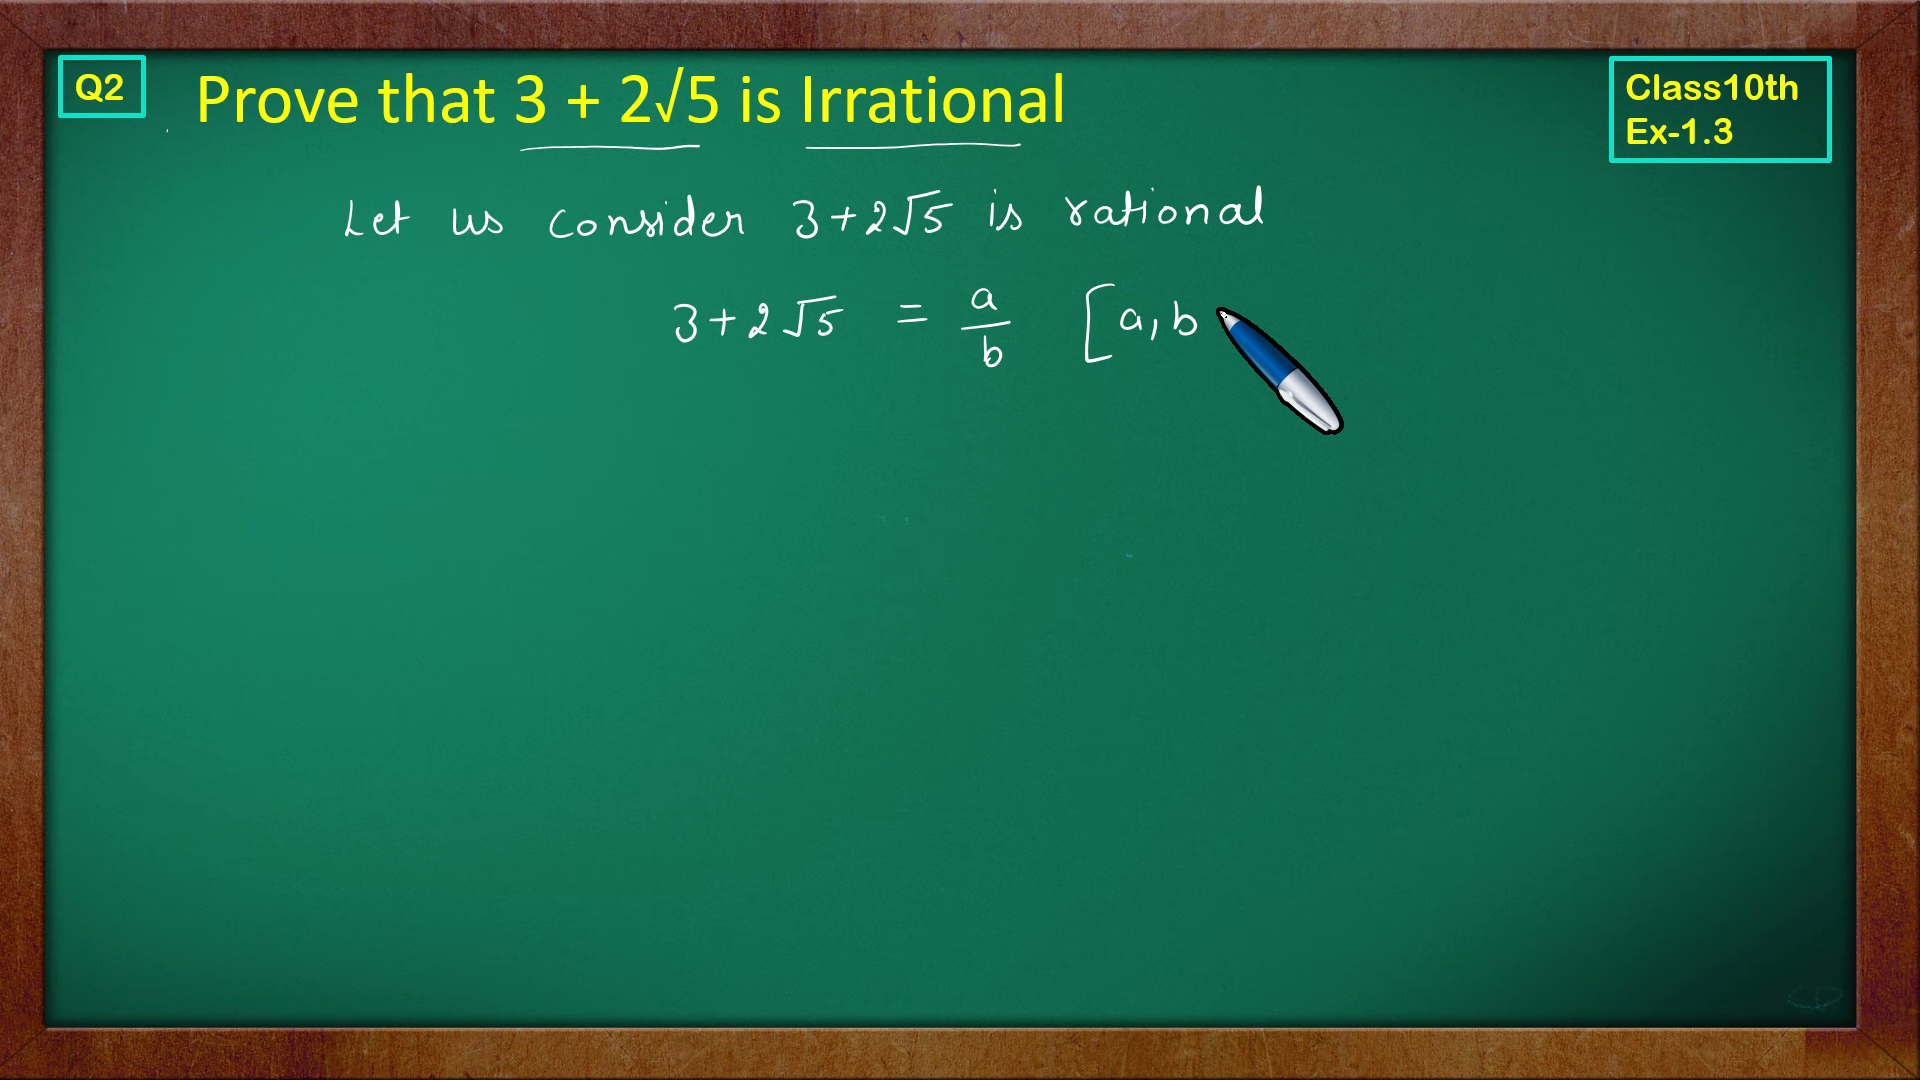 Q2
Prove that 3 + 2√5 is Irrational
Class10th
Ex-1.3
Let us consider 3+2√5 is rational
3+2√5 = a/b [a, b